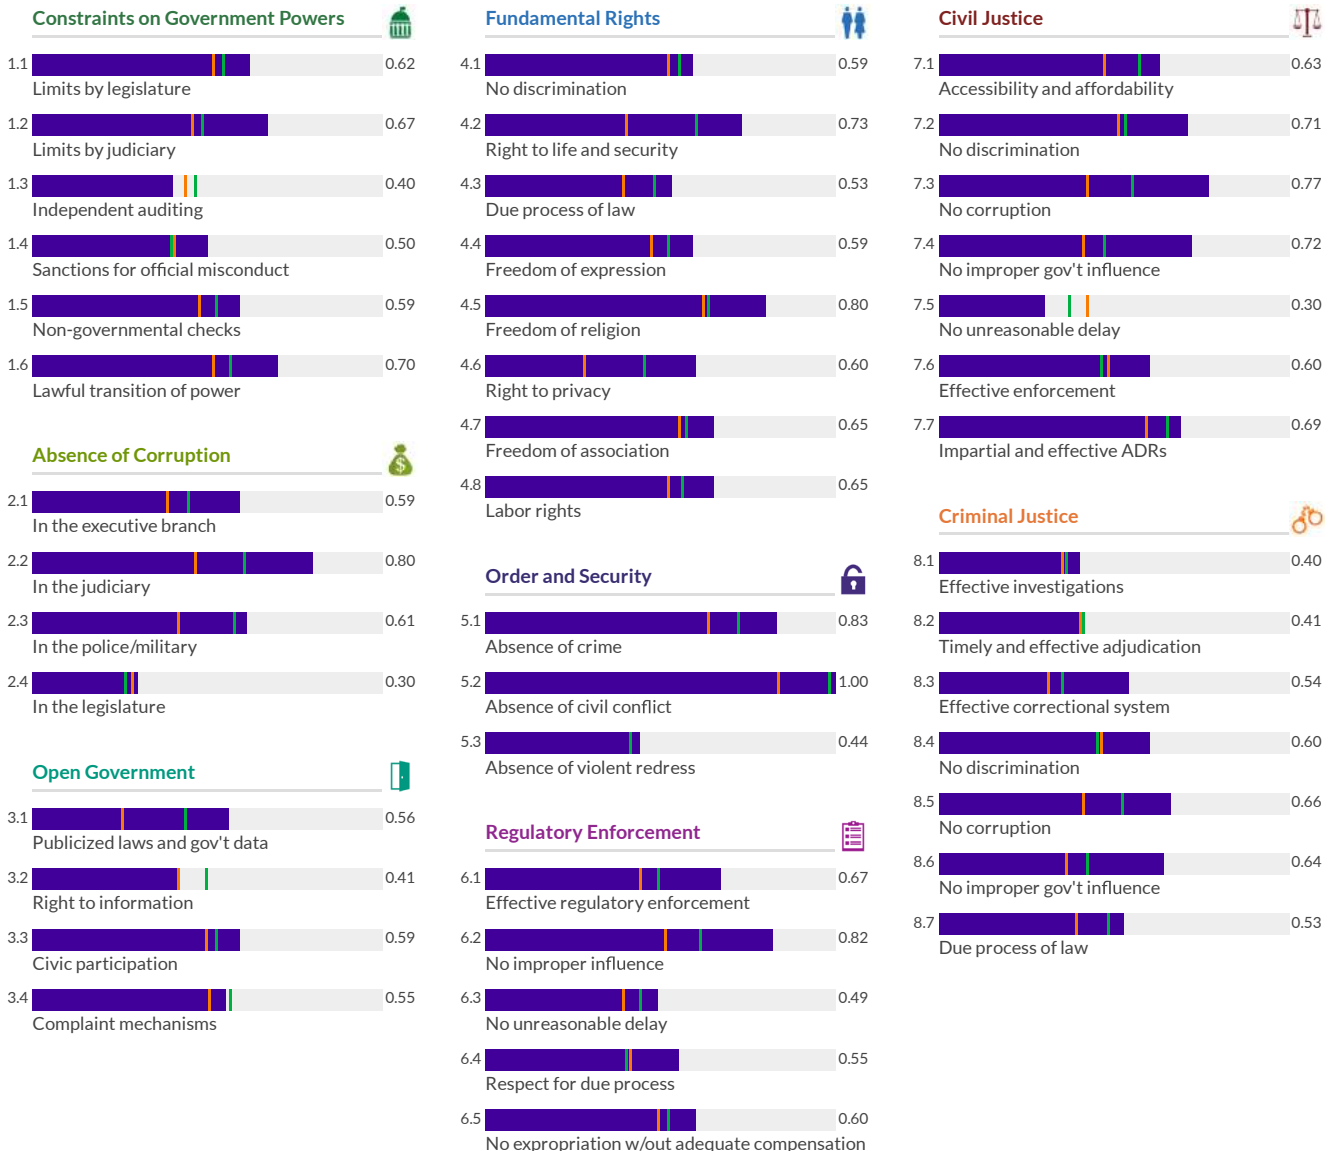 Constraints on Government Powers
1.1 0.62
Limits by legislature
1.2 0.67
Limits by judiciary
1.3 0.40
Independent auditing
1.4 0.50
Sanctions for official misconduct
1.5 0.59
Non-governmental checks
1.6 0.70
Lawful transition of power
Absence of Corruption
$
2.1 0.59
In the executive branch
2.2 0.80
In the judiciary
2.3 0.61
In the police/military
2.4 0.30
In the legislature
Open Government
3.1 0.56
Publicized laws and gov't data
3.2 0.41
Right to information
3.3 0.59
Civic participation
3.4 0.55
Complaint mechanisms
Fundamental Rights
4.1 0.59
No discrimination
4.2 0.73
Right to life and security
4.3 0.53
Due process of law
4.4 0.59
Freedom of expression
4.5 0.80
Freedom of religion
4.6 0.60
Right to privacy
4.7 0.65
Freedom of association
4.8 0.65
Labor rights
Order and Security
5.1 0.83
Absence of crime
5.2 1.00
Absence of civil conflict
5.3 0.44
Absence of violent redress
Regulatory Enforcement
6.1 0.67
Effective regulatory enforcement
6.2 0.82
No improper influence
6.3 0.49
No unreasonable delay
6.4 0.55
Respect for due process
6.5 0.60
No expropriation w/out adequate compensation
Civil Justice
7.1 0.63
Accessibility and affordability
7.2 0.71
No discrimination
7.3 0.77
No corruption
7.4 0.72
No improper gov't influence
7.5 0.30
No unreasonable delay
7.6 0.60
Effective enforcement
7.7 0.69
Impartial and effective ADRs
Criminal Justice
8.1 0.40
Effective investigations
8.2 0.41
Timely and effective adjudication
8.3 0.54
Effective correctional system
8.4 0.60
No discrimination
8.5 0.66
No corruption
8.6 0.64
No improper gov't influence
8.7 0.53
Due process of law